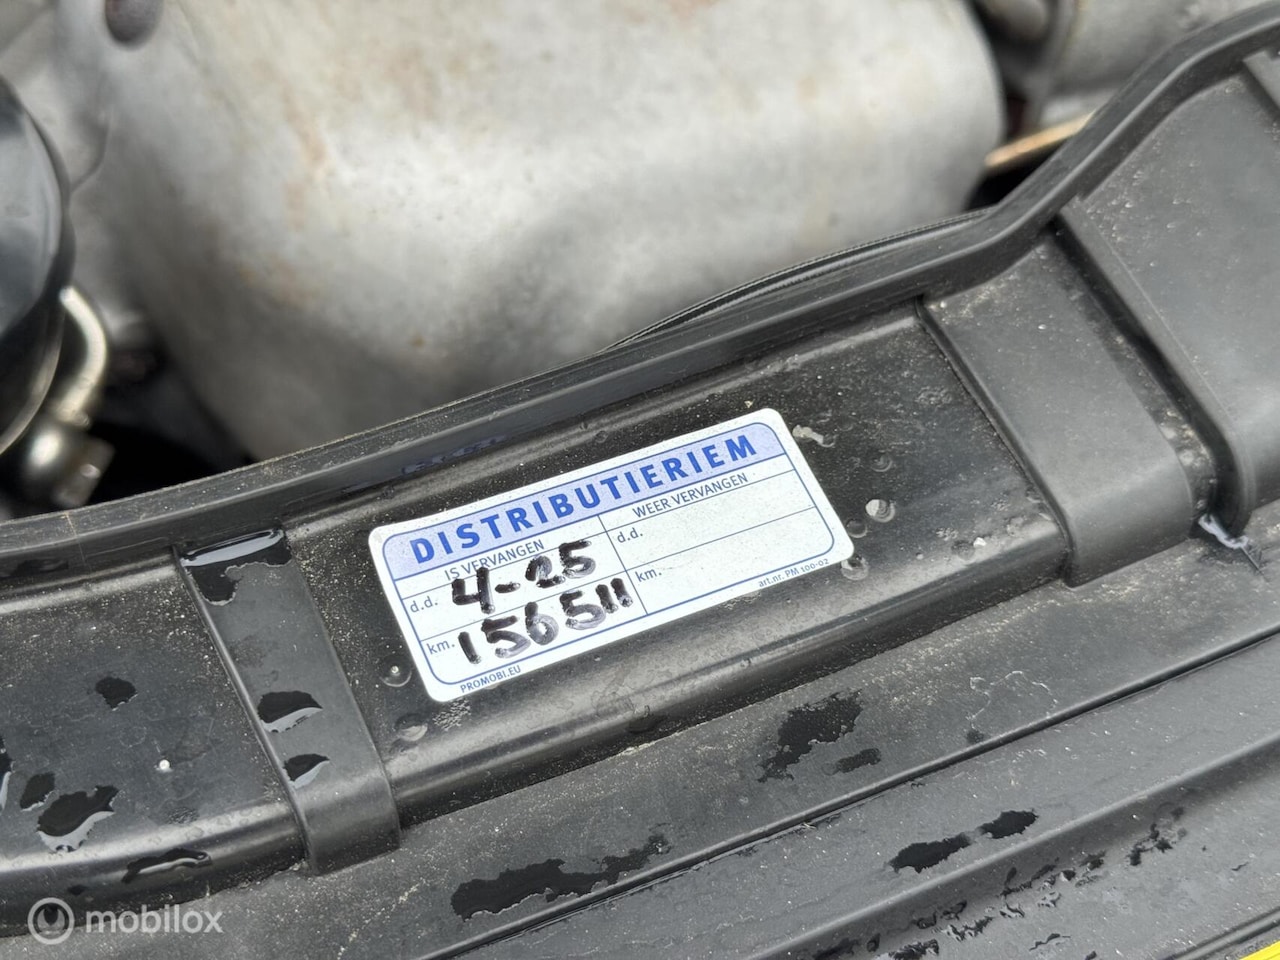 DISTRIBUTIERIEM
IS VERVANGEN
WEER VERVANGEN
d.d. 4-25
d.d.
km. 156511
km.
PROMOBI.EU
art.nr. PM 100-02
mobilox